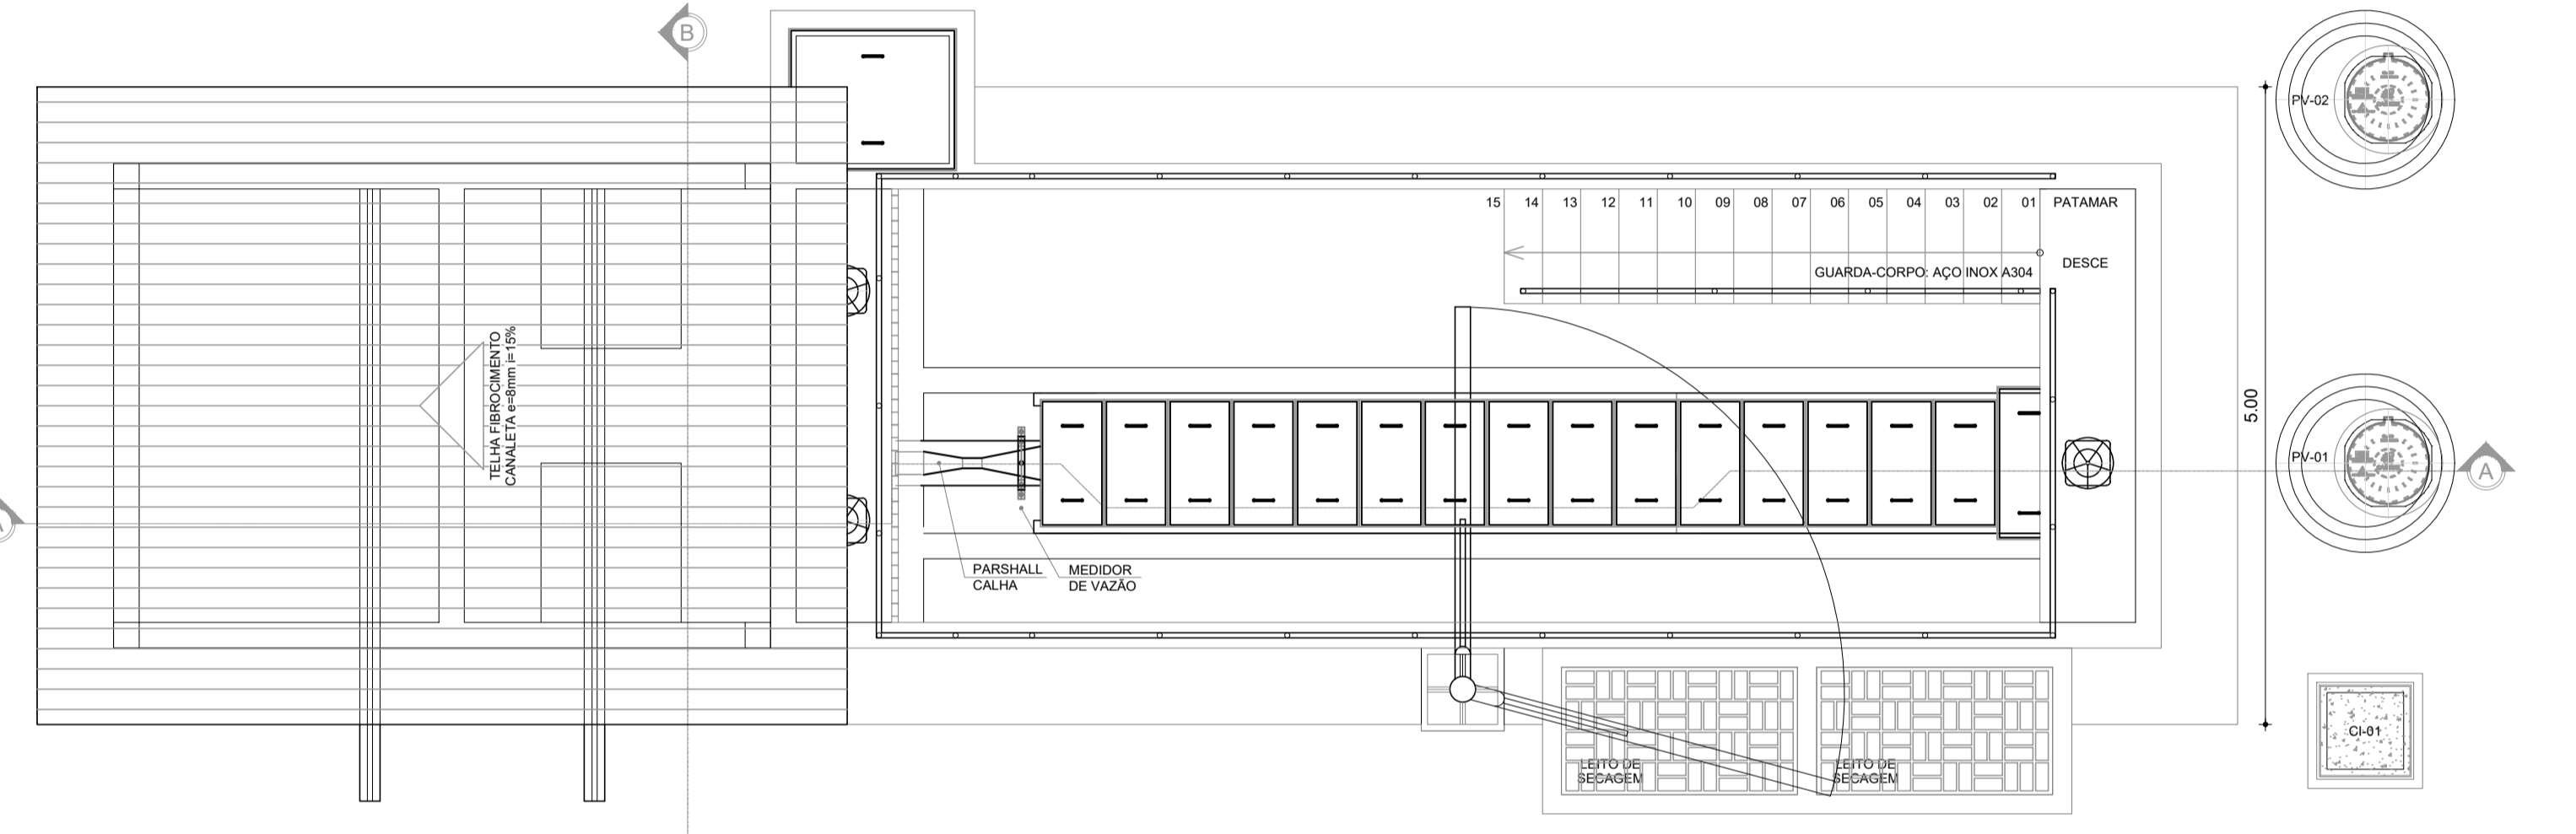 B
PV-02
15 14 13 12 11 10 09 08 07 06 05 04 03 02 01 PATAMAR
DESCE
GUARDA-CORPO: AÇO INOX A304
TELHA FIBROCIMENTO
CANALETA e=8mm i=15%
5.00
PV-01
A
PARSHALL
CALHA
MEDIDOR
DE VAZÃO
CI-01
LEITO DE
SECAGEM
LEITO DE
SECAGEM